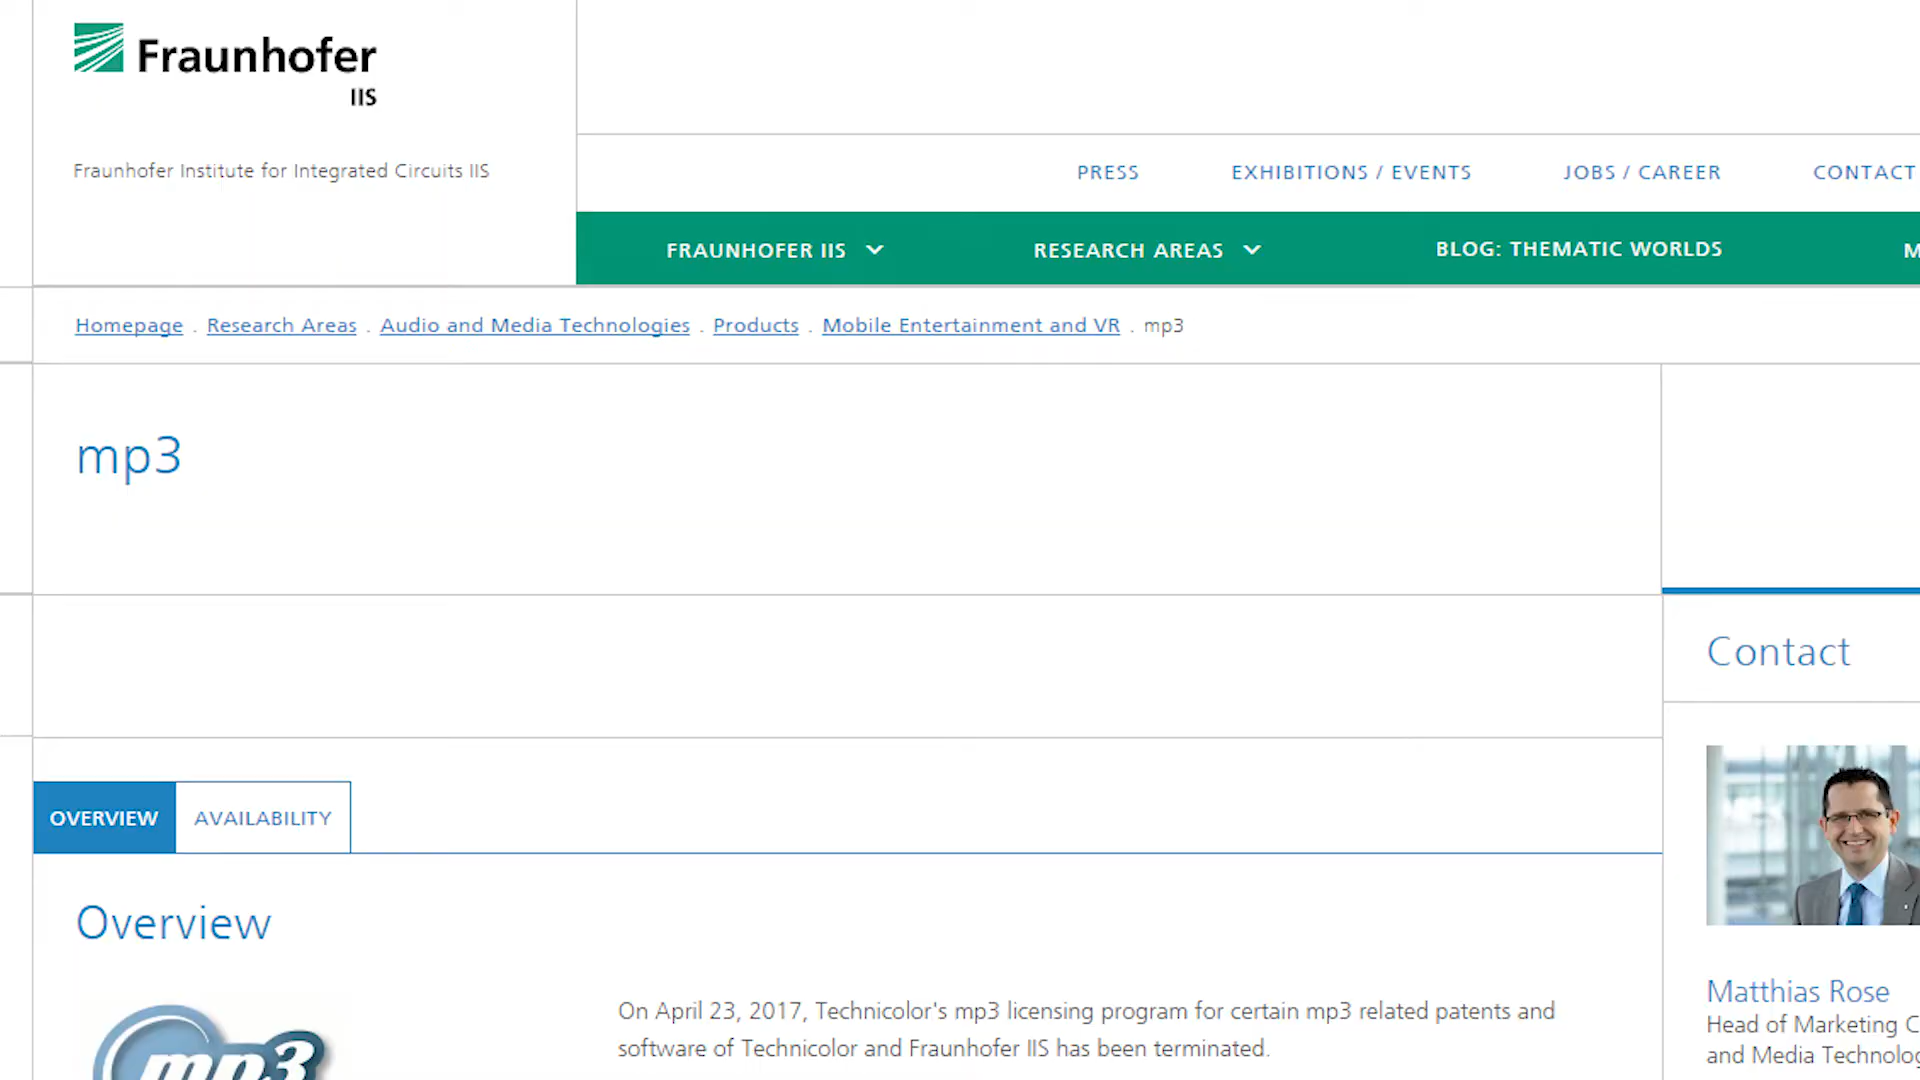 Fraunhofer
IIS
Fraunhofer Institute for Integrated Circuits IIS
PRESS
EXHIBITIONS / EVENTS
JOBS / CAREER
CONTACT
FRAUNHOFER IIS
RESEARCH AREAS
BLOG: THEMATIC WORLDS
Homepage . Research Areas . Audio and Media Technologies . Products . Mobile Entertainment and VR . mp3
mp3
Contact
OVERVIEW
AVAILABILITY
Overview
mp3
On April 23, 2017, Technicolor's mp3 licensing program for certain mp3 related patents and
software of Technicolor and Fraunhofer IIS has been terminated.
Matthias Rose
Head of Marketing
and Media